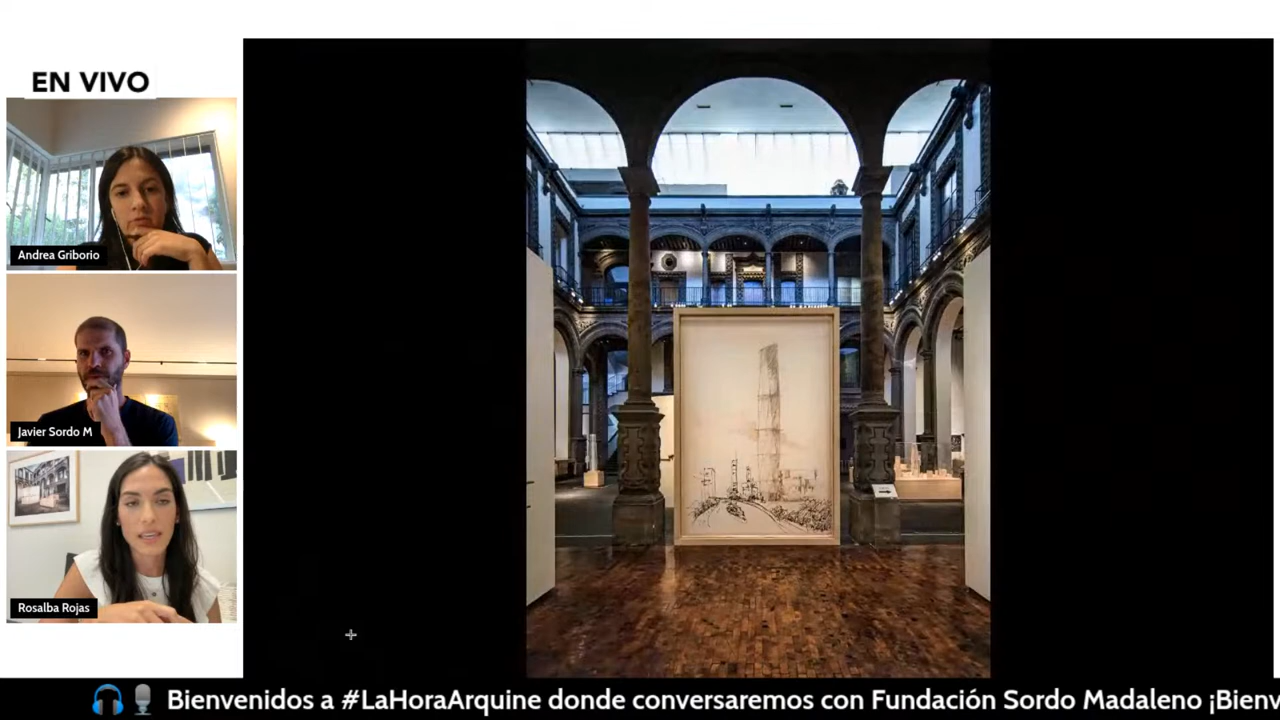 EN VIVO
Andrea Griborio
Javier Sordo M
Rosalba Rojas
Bienvenidos a #LaHoraArquine donde conversaremos con Fundación Sordo Madaleno ¡Bienv